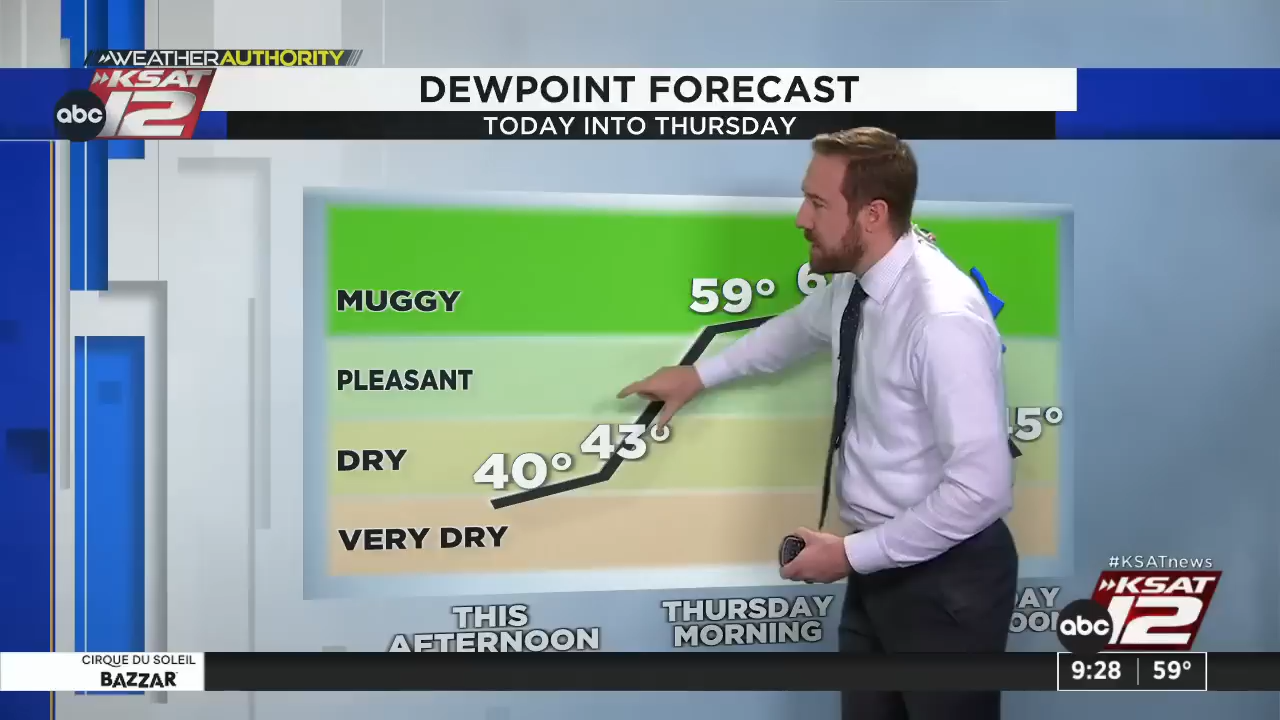 WEATHERAUTHORITY
KSAT
abc 12
DEWPOINT FORECAST
TODAY INTO THURSDAY
MUGGY
59°
PLEASANT
DRY
40°
43°
VERY DRY
THIS
AFTERNOON
THURSDAY
MORNING
#KSATnews
KSAT
abc 12
CIRQUE DU SOLEIL
BAZZAR
9:28 59°